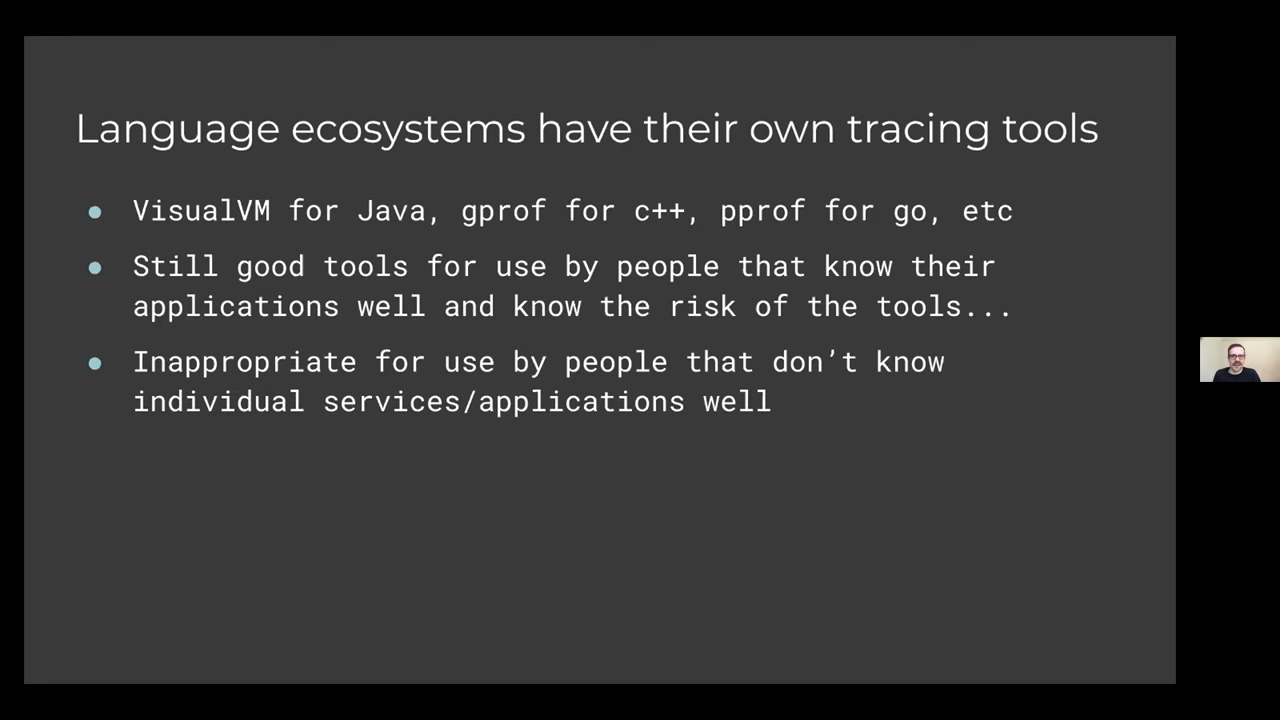 Language ecosystems have their own tracing tools
● VisualVM for Java, gprof for c++, pprof for go, etc
● Still good tools for use by people that know their
applications well and know the risk of the tools...
● Inappropriate for use by people that don’t know
individual services/applications well